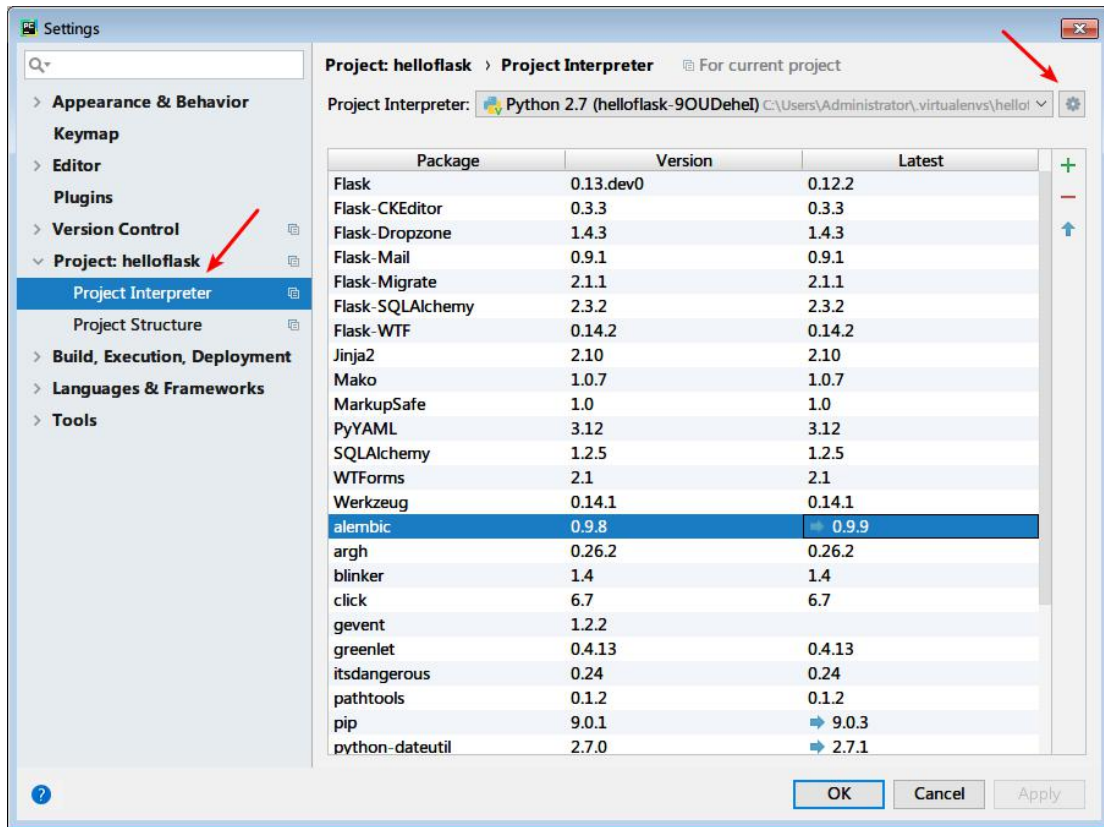 Settings
Project: helloflask › Project Interpreter For current project
Appearance & Behavior
Keymap
Editor
Plugins
Version Control
Project: helloflask
Project Interpreter
Project Structure
Build, Execution, Deployment
Languages & Frameworks
Tools
Project Interpreter: Python 2.7 (helloflask-9OUDeheI) C:\Users\Administrator\.virtualenvs\hellof
Package Version Latest
Flask 0.13.dev0 0.12.2
Flask-CKEditor 0.3.3 0.3.3
Flask-Dropzone 1.4.3 1.4.3
Flask-Mail 0.9.1 0.9.1
Flask-Migrate 2.1.1 2.1.1
Flask-SQLAlchemy 2.3.2 2.3.2
Flask-WTF 0.14.2 0.14.2
Jinja2 2.10 2.10
Mako 1.0.7 1.0.7
MarkupSafe 1.0 1.0
PyYAML 3.12 3.12
SQLAlchemy 1.2.5 1.2.5
WTForms 2.1 2.1
Werkzeug 0.14.1 0.14.1
alembic 0.9.8 0.9.9
argh 0.26.2 0.26.2
blinker 1.4 1.4
click 6.7 6.7
gevent 1.2.2
greenlet 0.4.13 0.4.13
itsdangerous 0.24 0.24
pathtools 0.1.2 0.1.2
pip 9.0.1 9.0.3
python-dateutil 2.7.0 2.7.1
OK Cancel Apply